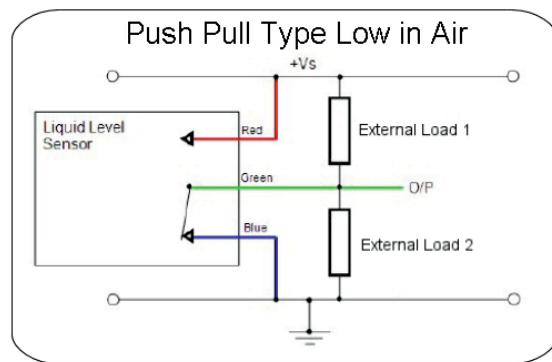 Push Pull Type Low in Air
+Vs
Liquid Level
Sensor
Red
External Load 1
Green
O/P
Blue
External Load 2